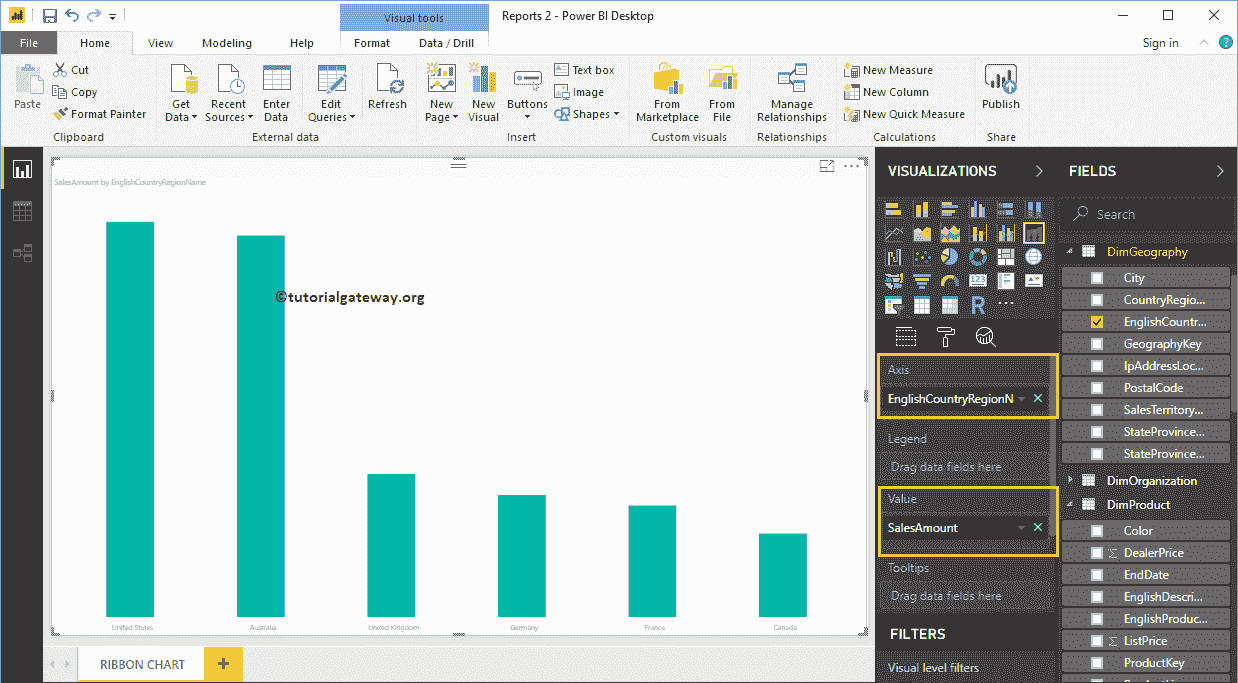 Visual tools
Reports 2 - Power BI Desktop
File
Home
View
Modeling
Help
Format
Data / Drill
Sign in
?
Paste
Cut
Copy
Format Painter
Get Data
Recent Sources
Enter Data
Edit Queries
Refresh
New Page
New Visual
Buttons
Text box
Image
Shapes
From Marketplace
From File
Manage Relationships
New Measure
New Column
New Quick Measure
Publish
Clipboard
External data
Insert
Custom visuals
Relationships
Calculations
Share
SalesAmount by EnglishCountryRegionName
©tutorialgateway.org
United States
Australia
United Kingdom
Germany
France
Canada
RIBBON CHART
+
VISUALIZATIONS
123
R
Axis
EnglishCountryRegionN
Legend
Drag data fields here
Value
SalesAmount
Tooltips
Drag data fields here
FILTERS
Visual level filters
FIELDS
Search
DimGeography
City
CountryRegio...
EnglishCountr...
GeographyKey
IpAddressLoc...
PostalCode
SalesTerritory...
StateProvince...
StateProvince...
DimOrganization
DimProduct
Color
Σ DealerPrice
EndDate
EnglishDescri...
EnglishProduc...
Σ ListPrice
ProductKey